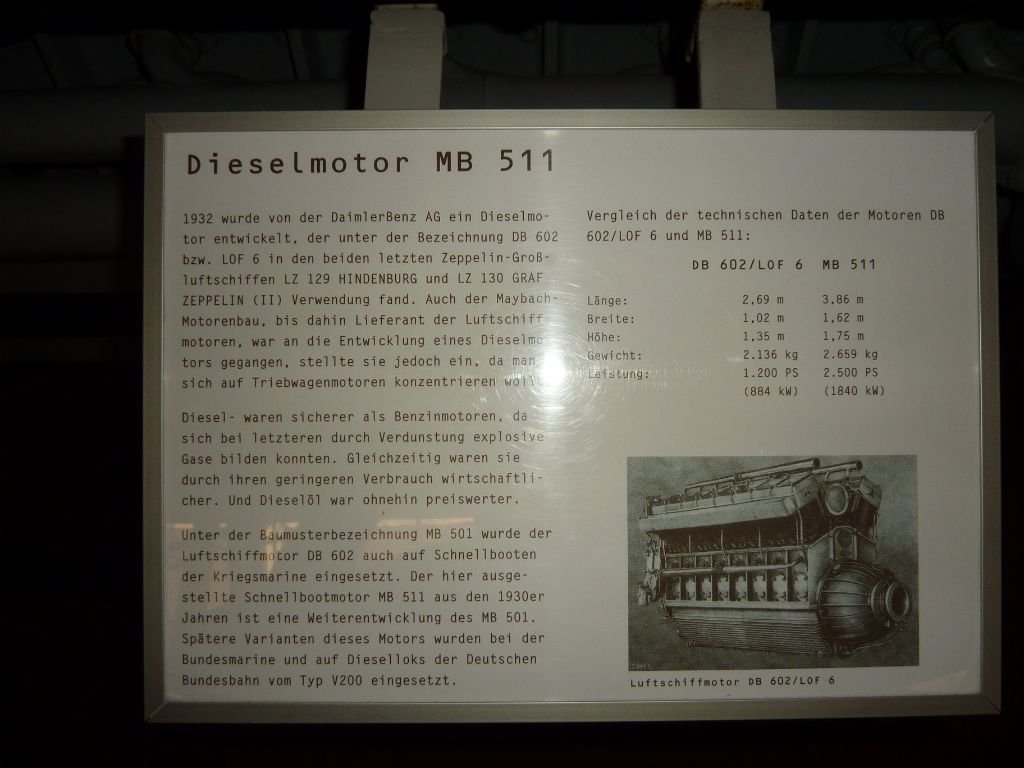 Dieselmotor MB 511
1932 wurde von der DaimlerBenz AG ein Dieselmo-
tor entwickelt, der unter der Bezeichnung DB 602
bzw. LOF 6 in den beiden letzten Zeppelin-Groß-
luftschiffen LZ 129 HINDENBURG und LZ 130 GRAF
ZEPPELIN (II) Verwendung fand. Auch der Maybach-
Motorenbau, bis dahin Lieferant der Luftschiff-
motoren, war an die Entwicklung eines Dieselmo-
tors gegangen, stellte sie jedoch ein, da man
sich auf Triebwagenmotoren konzentrieren
Diesel- waren sicherer als Benzinmotoren, da
sich bei letzteren durch Verdunstung explosive
Gase bilden konnten. Gleichzeitig waren sie
durch ihren geringeren Verbrauch wirtschaftli-
cher. Und Dieselöl war ohnehin preiswerter.
Unter der Baumusterbezeichnung MB 501 wurde der
Luftschiffmotor DB 602 auch auf Schnellbooten
der Kriegsmarine eingesetzt. Der hier ausge-
stellte Schnellbootmotor MB 511 aus den 1930er
Jahren ist eine Weiterentwicklung des MB 501.
Spätere Varianten dieses Motors wurden bei der
Bundesmarine und auf Dieselloks der Deutschen
Bundesbahn vom Typ V200 eingesetzt.
Vergleich der technischen Daten der Motoren DB
602/LOF 6 und MB 511:
DB 602/LOF 6 MB 511
Länge: 2,69 m 3,86 m
Breite: 1,02 m 1,62 m
Höhe: 1,35 m 1,75 m
Gewicht: 2.136 kg 2.659 kg
Leistung: 1.200 PS 2.500 PS
(884 kW) (1840 kW)
Luftschiffmotor DB 602/LOF 6